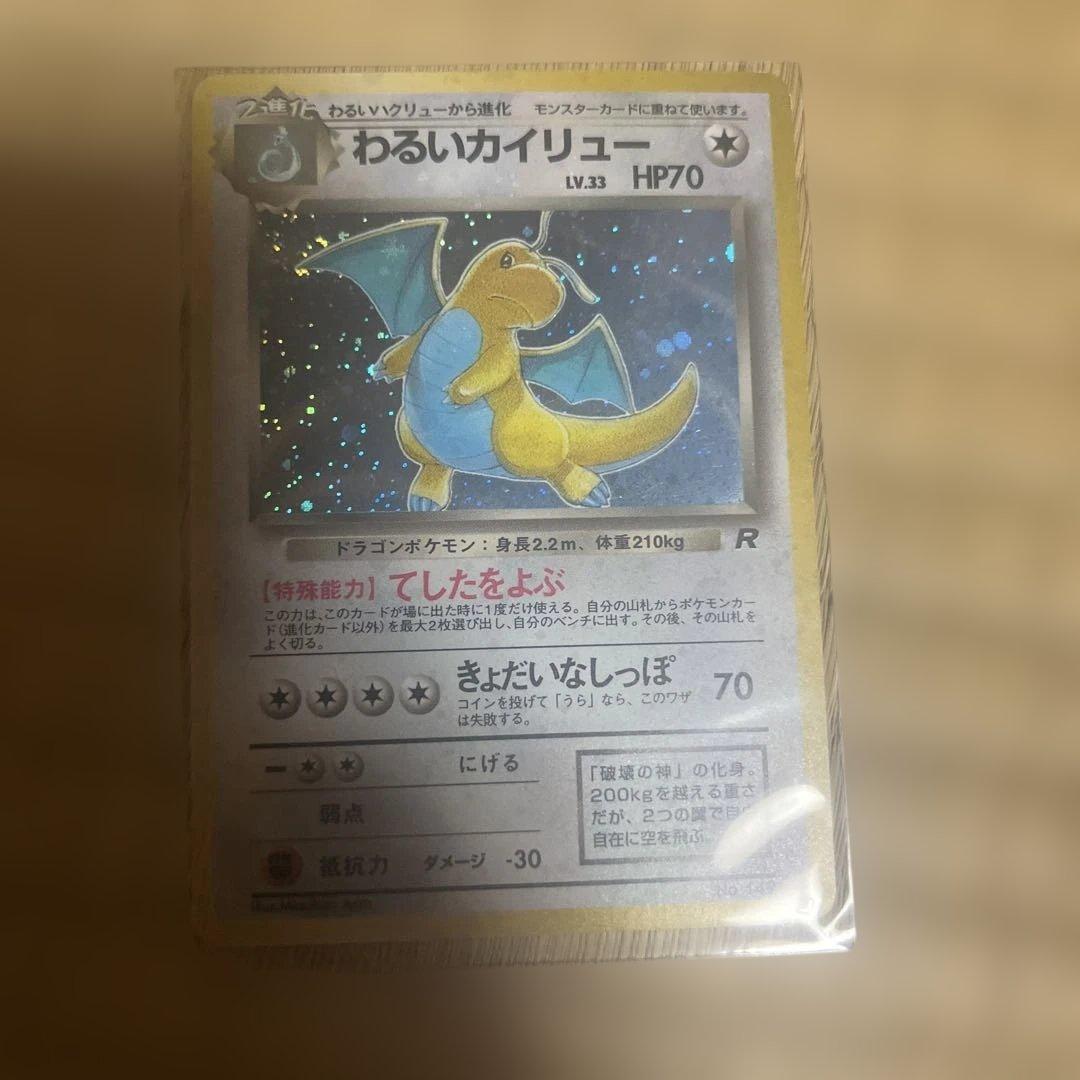 2進化 わるいハクリューから進化 モンスターカードに重ねて使います。
わるいカイリュー
LV.33 HP70
ドラゴンポケモン：身長2.2m、体重210kg R
【特殊能力】てしたをよぶ
この力は、このカードが場に出た時に1度だけ使える。自分の山札からポケモンカー
ド（進化カード以外）を最大2枚選び出し、自分のベンチに出す。その後、その山札を
よく切る。
きょだいなしっぽ 70
コインを投げて「うら」なら、このワザ
は失敗する。
にげる
弱点
抵抗力 ダメージ -30
「破壊の神」の化身。
200kgを越える重さ
だが、2つの翼で自由
自在に空を飛ぶ。
No.149